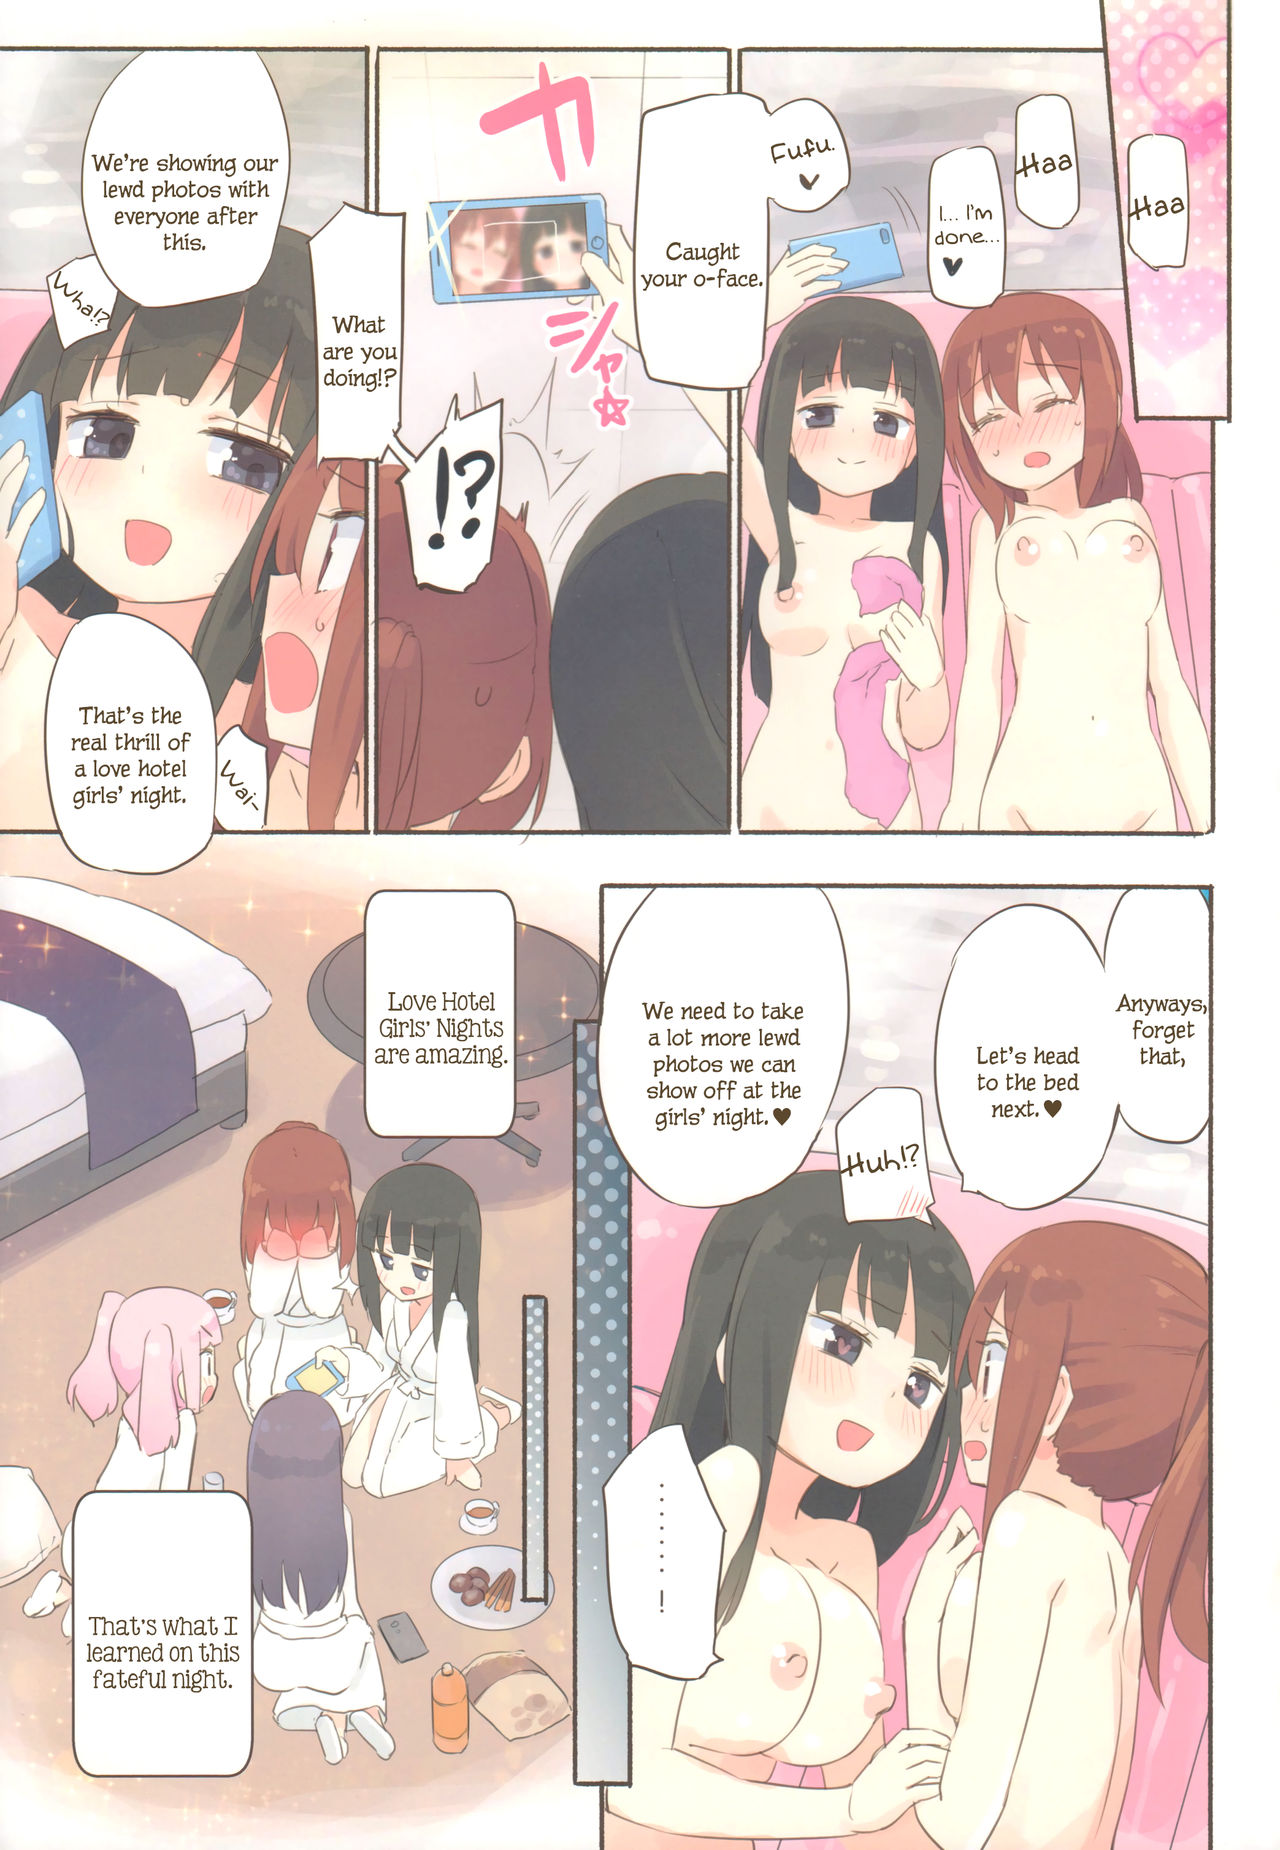 Haa
Haa
I... I'm
done...
♥
Fufu.
♥
Caught
your o-face.
カ
シャ☆
!?
What
are you
doing!?
We're showing our
lewd photos with
everyone after
this.
Wha!?
That's the
real thrill of
a love hotel
girls' night.
Wai-
Anyways,
forget
that,
Let's head
to the bed
next.♥
Huh!?
We need to take
a lot more lewd
photos we can
show off at the
girls' night.♥
.........!
Love Hotel
Girls' Nights
are amazing.
That's what I
learned on this
fateful night.